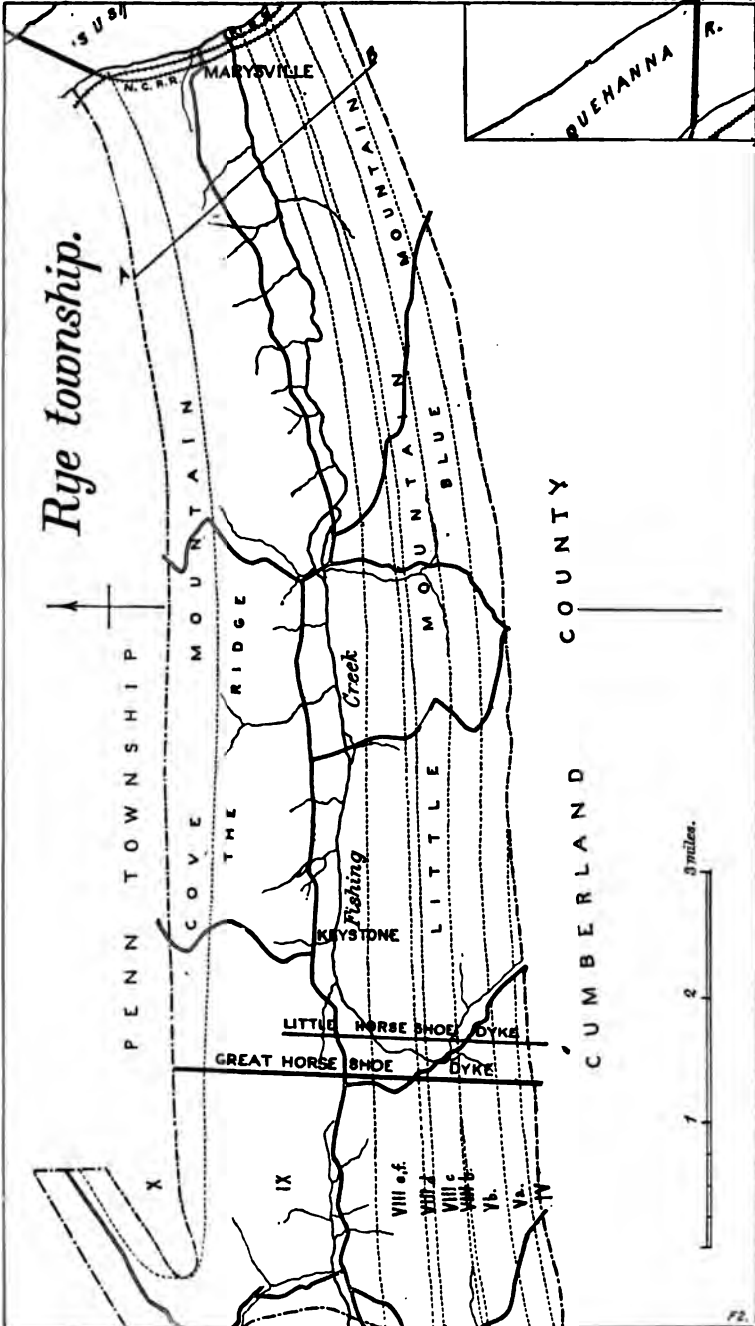 Rye township.
SUS
QUEHANNA
R.
N. C. R. R.
MARYSVILLE
A
B
PENN TOWNSHIP
COVE MOUNTAIN
THE RIDGE
Fishing Creek
KEYSTONE
LITTLE MOUNTAIN
BLUE MOUNTAIN
CUMBERLAND COUNTY
LITTLE HORSE SHOE DYKE
GREAT HORSE SHOE DYKE
X
IX
VIII e,f.
VIII d
VIII c
VIII b
Vb.
Va.
IV
1
2
3 miles.
F2.